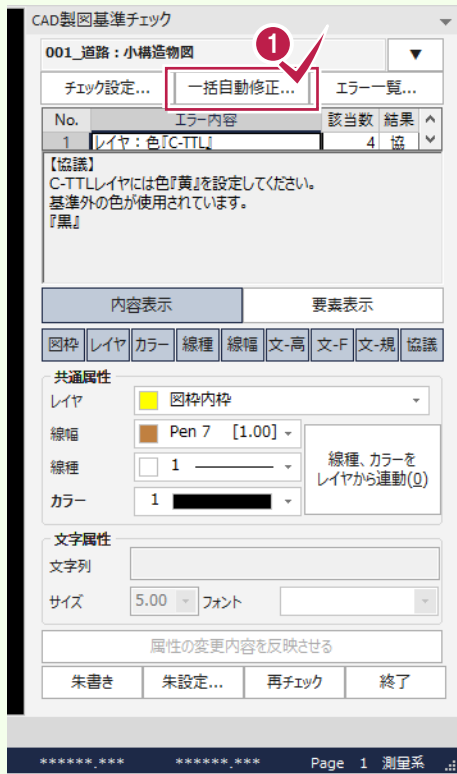 CAD製図基準チェック
1
001_道路：小構造物図
チェック設定... 一括自動修正... エラー一覧...
No. エラー内容 該当数 結果
1 レイヤ：色『C-TTL』 4 協
【協議】
C-TTLレイヤには色『黄』を設定してください。
基準外の色が使用されています。
『黒』
内容表示 要素表示
図枠 レイヤ カラー 線種 線幅 文-高 文-F 文-規 協議
共通属性
レイヤ 図枠内枠
線幅 Pen 7 [1.00]
線種 1
線種、カラーを
レイヤから連動(0)
カラー 1
文字属性
文字列
サイズ 5.00 フォント
属性の変更内容を反映させる
朱書き 朱設定... 再チェック 終了
******.*** ******.*** Page 1 測量系